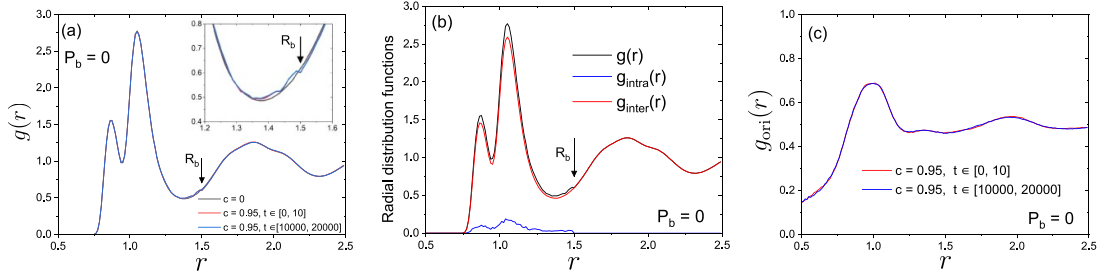 (a)
P_b = 0
g(r)
3.0
2.5
2.0
1.5
1.0
0.5
0.0
0.5 1.0 1.5 2.0 2.5
r
R_b
c = 0
c = 0.95, t ∈ [0, 10]
c = 0.95, t ∈[10000, 20000]
0.8
0.7
0.6
0.5
0.4
1.2 1.3 1.4 1.5 1.6
R_b
(b)
Radial distribution functions
3.0
2.5
2.0
1.5
1.0
0.5
0.0
0.5 1.0 1.5 2.0 2.5
r
g(r)
g_intra(r)
g_inter(r)
R_b
P_b = 0
(c)
g_ori(r)
1.0
0.8
0.6
0.4
0.2
0.0
0.5 1.0 1.5 2.0 2.5
r
c = 0.95, t ∈ [0, 10]
c = 0.95, t ∈ [10000, 20000]
P_b = 0